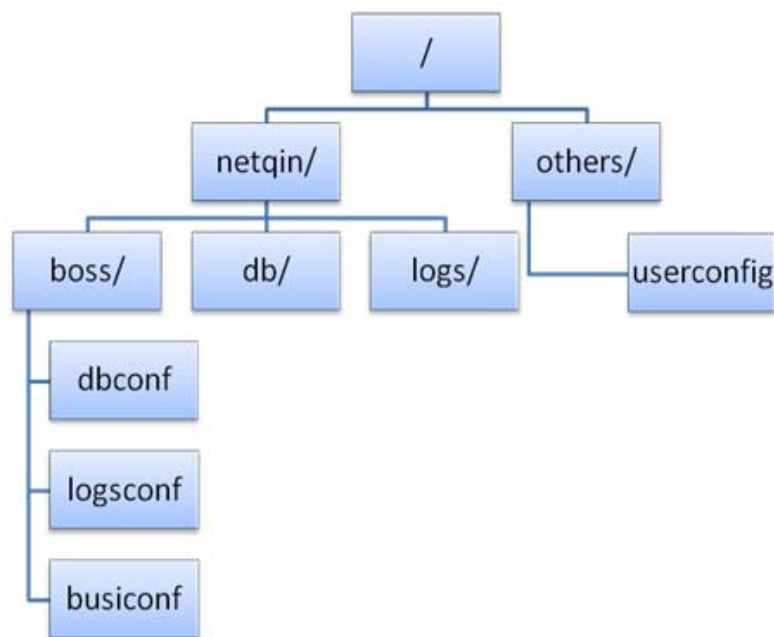 /
netqin/
others/
boss/
db/
logs/
userconfig
dbconf
logsconf
busiconf